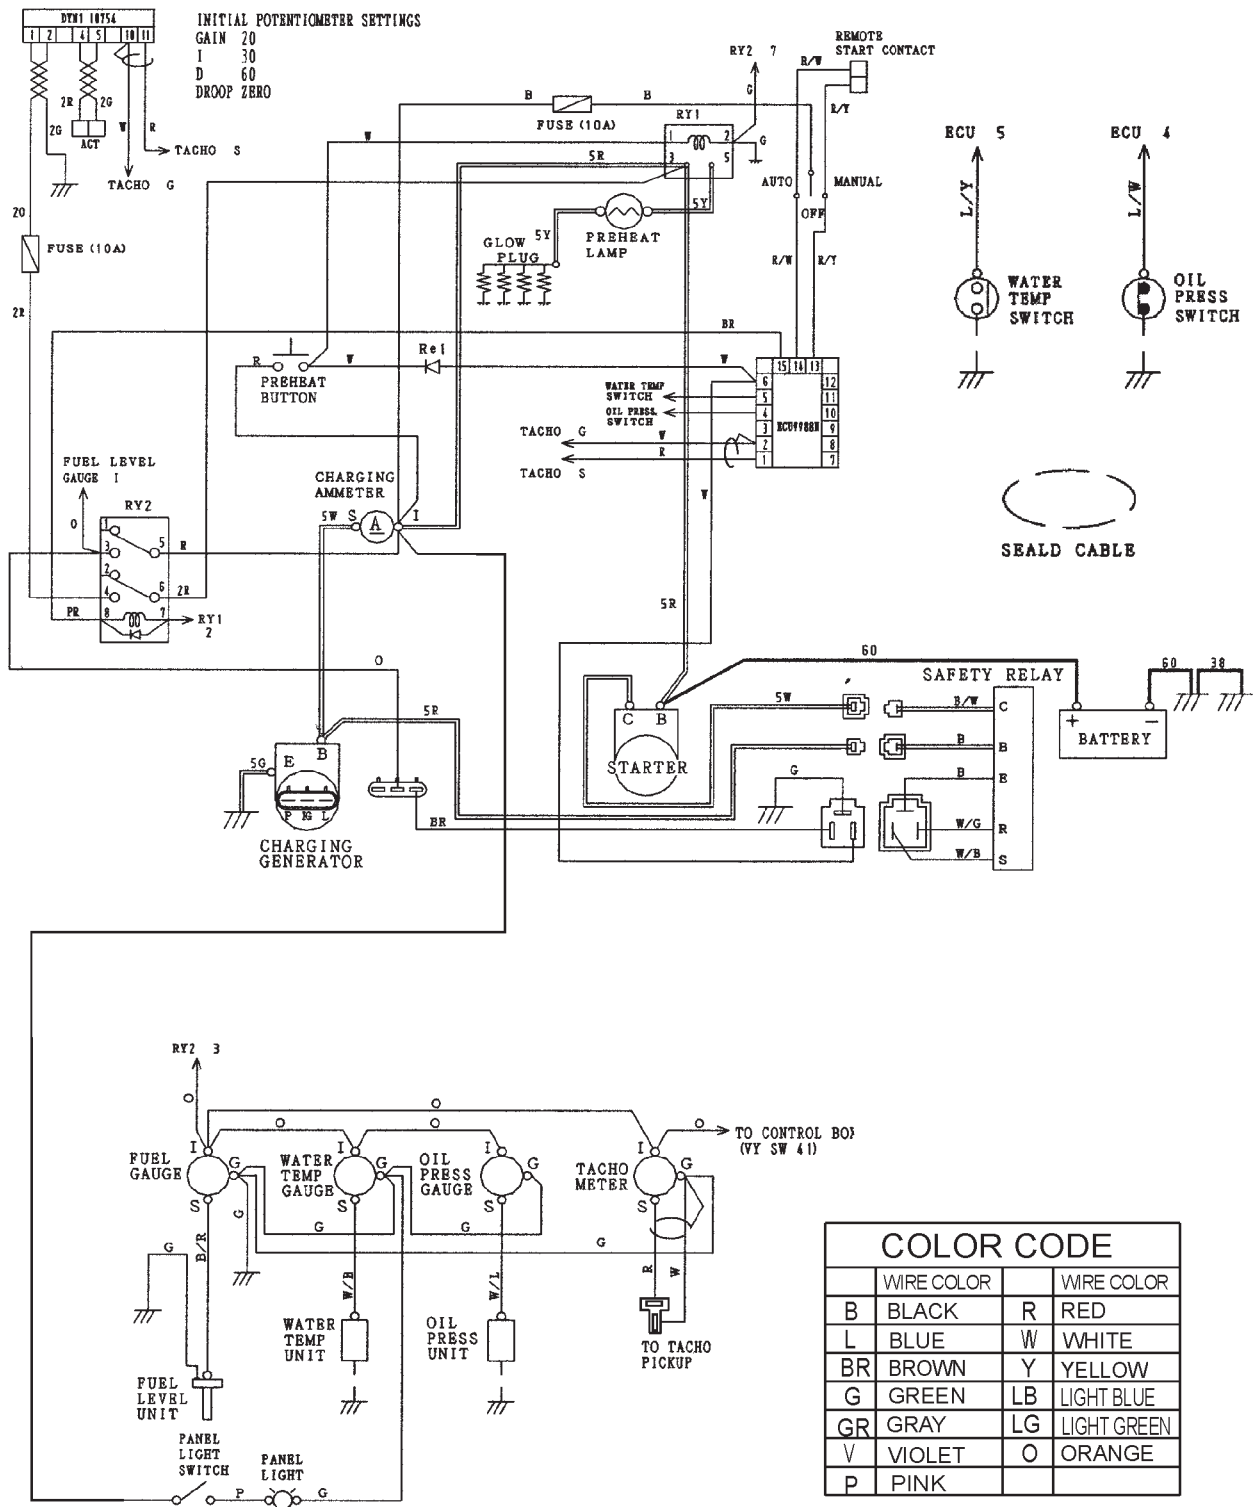 DYN1 10754
1 2 4 5 10 11
INITIAL POTENTIOMETER SETTINGS
GAIN 20
I 30
D 60
DROOP ZERO
2R 2G
2G
ACT
W
R
TACHO S
TACHO G
20
FUSE (10A)
2R
B
B
FUSE (10A)
W
RY2 7
G
RY1
1 2
3 5
G
5R
REMOTE
START CONTACT
R/W
R/Y
AUTO
MANUAL
OFF
5Y
5Y
PREHEAT
LAMP
GLOW
PLUG
R/W
R/Y
ECU 5
L/Y
WATER
TEMP
SWITCH
ECU 4
L/W
OIL
PRESS
SWITCH
BR
R
W
Re1
W
PREHEAT
BUTTON
15 14 13
6 12
5 11
4 10
3 9
2 8
1 7
ECU9988N
WATER TEMP
SWITCH
OIL PRESS.
SWITCH
TACHO G
W
R
TACHO S
W
FUEL LEVEL
GAUGE I
O
RY2
1
3 5
2
4 6
8 7
R
2R
PR
RY1
2
CHARGING
AMMETER
5W S
A
I
SEALD CABLE
5R
O
5R
60
60 38
SAFETY RELAY
5W
B/W C
B B
B E
W/G R
W/B S
G
+ -
BATTERY
C B
STARTER
5G
E B
P IG L
CHARGING
GENERATOR
BR
RY2 3
O
O
O
O
O
TO CONTROL BOX
(VY SW 41)
I
FUEL
GAUGE
G
S
I
WATER
TEMP
GAUGE
G
S
I
OIL
PRESS
GAUGE
G
S
I
TACHO
METER
G
S
G
G
G
G
G
B/R
W/B
W/L
R
W
WATER
TEMP
UNIT
OIL
PRESS
UNIT
TO TACHO
PICKUP
FUEL
LEVEL
UNIT
PANEL
LIGHT
SWITCH
PANEL
LIGHT
P
G
COLOR CODE
WIRE COLOR WIRE COLOR
B BLACK R RED
L BLUE W WHITE
BR BROWN Y YELLOW
G GREEN LB LIGHT BLUE
GR GRAY LG LIGHT GREEN
V VIOLET O ORANGE
P PINK